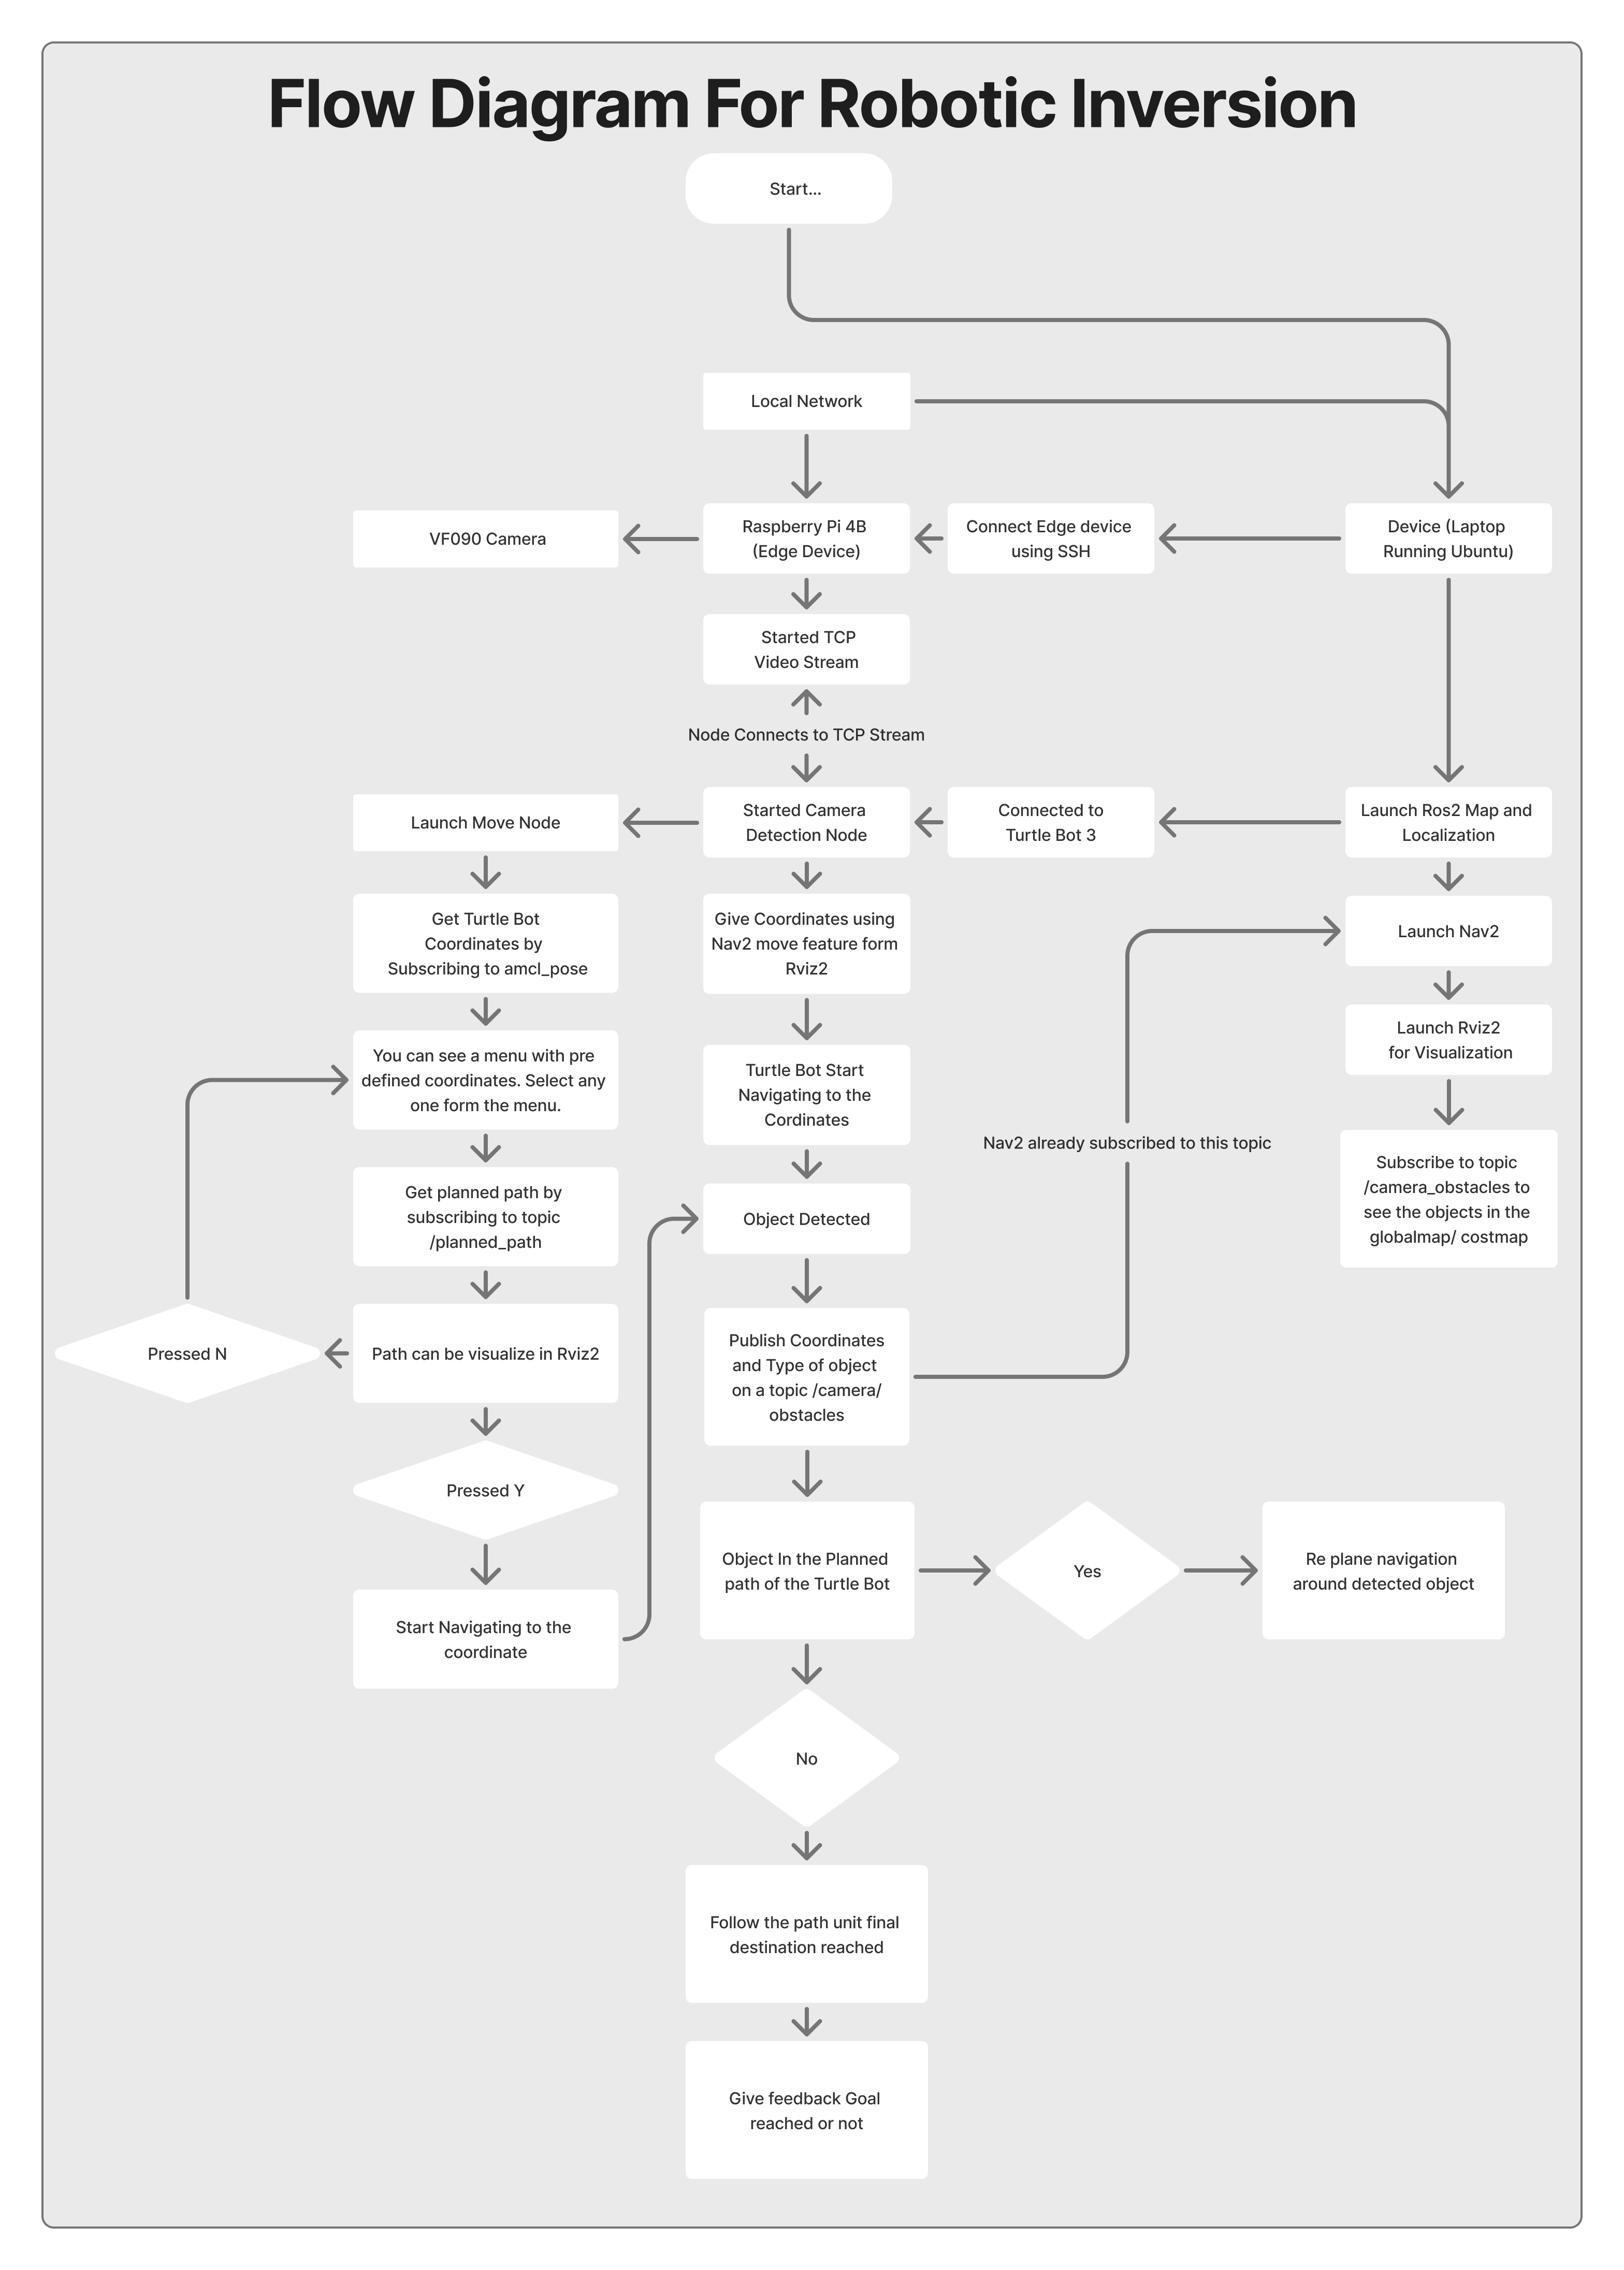 Flow Diagram For Robotic Inversion
Start...
Local Network
VF090 Camera
Raspberry Pi 4B
(Edge Device)
Connect Edge device
using SSH
Device (Laptop
Running Ubuntu)
Started TCP
Video Stream
Node Connects to TCP Stream
Launch Move Node
Started Camera
Detection Node
Connected to
Turtle Bot 3
Launch Ros2 Map and
Localization
Get Turtle Bot
Coordinates by
Subscribing to amcl_pose
Give Coordinates using
Nav2 move feature form
Rviz2
Launch Nav2
You can see a menu with pre
defined coordinates. Select any
one form the menu.
Turtle Bot Start
Navigating to the
Cordinates
Launch Rviz2
for Visualization
Nav2 already subscribed to this topic
Subscribe to topic
/camera_obstacles to
see the objects in the
globalmap/ costmap
Get planned path by
subscribing to topic
/planned_path
Object Detected
Pressed N
Path can be visualize in Rviz2
Publish Coordinates
and Type of object
on a topic /camera/
obstacles
Pressed Y
Object In the Planned
path of the Turtle Bot
Yes
Re plane navigation
around detected object
Start Navigating to the
coordinate
No
Follow the path unit final
destination reached
Give feedback Goal
reached or not